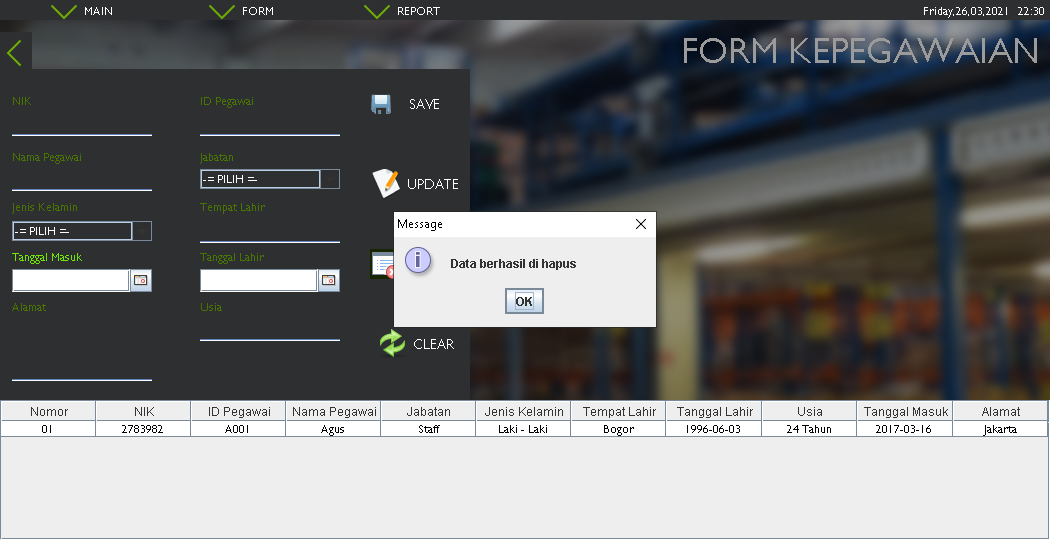 MAIN FORM REPORT Friday,26,03,2021 22:30
FORM KEPEGAWAIAN
NIK ID Pegawai SAVE
Nama Pegawai Jabatan
-= PILIH =- UPDATE
Jenis Kelamin Tempat Lahir
-= PILIH =-
Message
Tanggal Masuk Tanggal Lahir
Data berhasil di hapus
OK
Alamat Usia
CLEAR
Nomor NIK ID Pegawai Nama Pegawai Jabatan Jenis Kelamin Tempat Lahir Tanggal Lahir Usia Tanggal Masuk Alamat
01 2783982 A001 Agus Staff Laki - Laki Bogor 1996-06-03 24 Tahun 2017-03-16 Jakarta